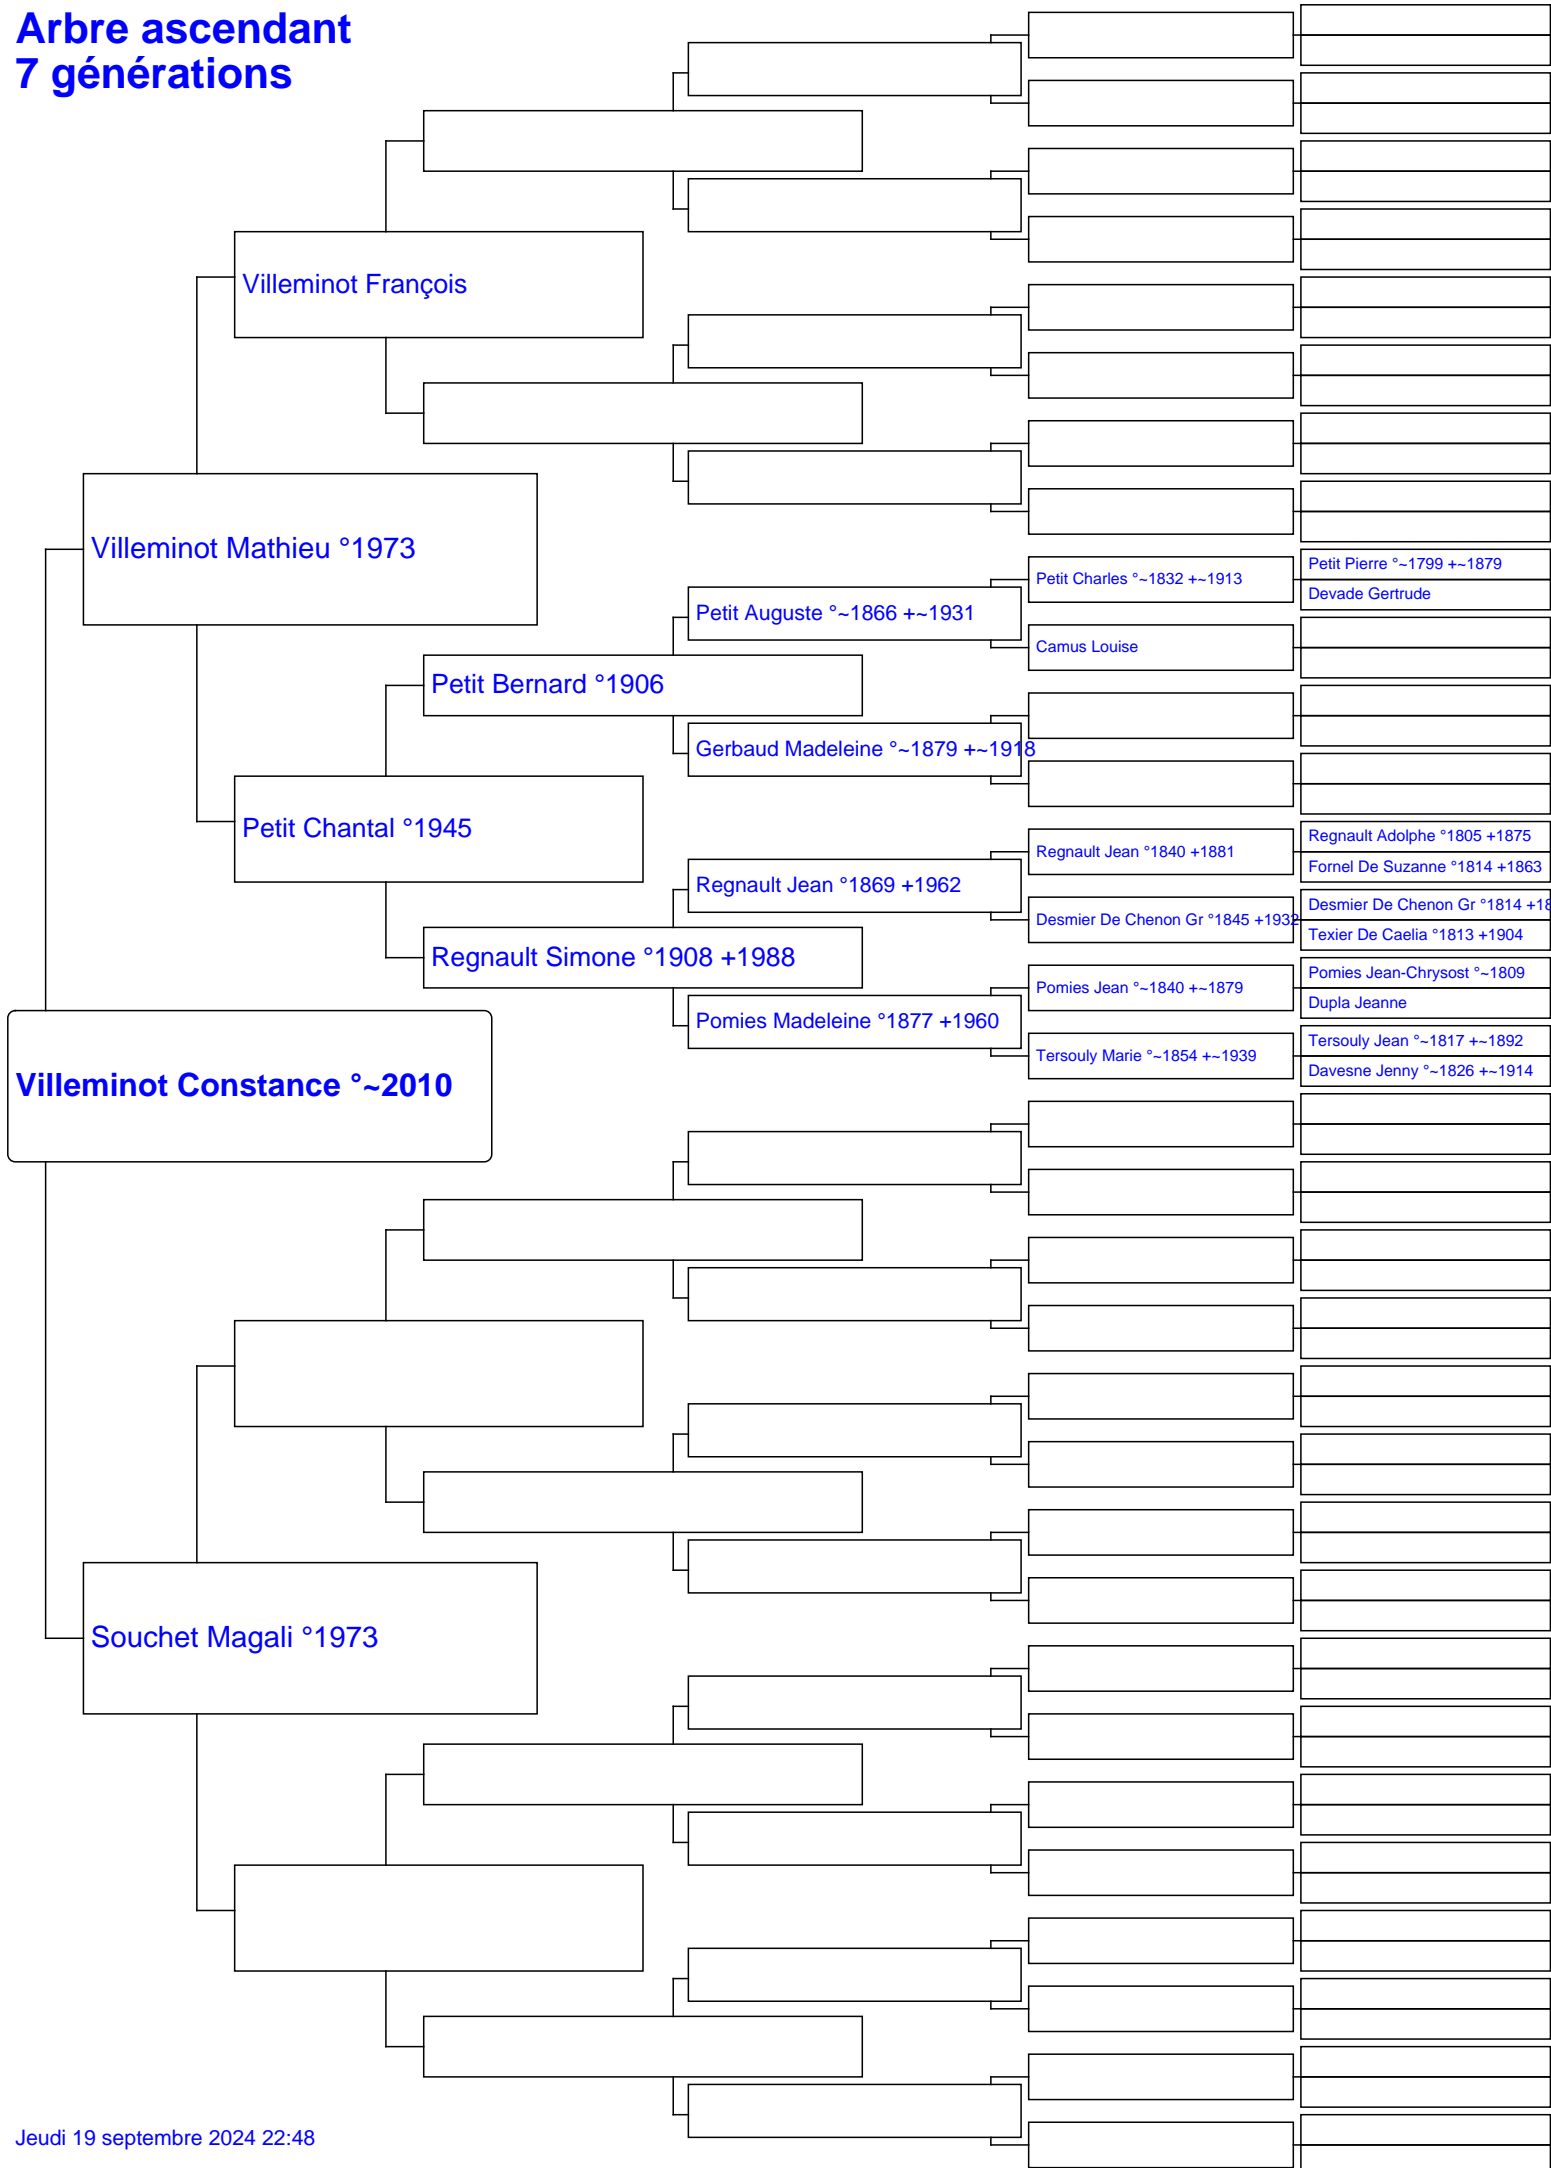 Arbre ascendant
7 générations
Villeminot François
Villeminot Mathieu °1973
Petit Pierre °~1799 +~1879
Petit Charles °~1832 +~1913
Devade Gertrude
Petit Auguste °~1866 +~1931
Camus Louise
Petit Bernard °1906
Gerbaud Madeleine °~1879 +~1918
Petit Chantal °1945
Regnault Adolphe °1805 +1875
Regnault Jean °1840 +1881
Fornel De Suzanne °1814 +1863
Regnault Jean °1869 +1962
Desmier De Chenon Gr °1814 +18
Desmier De Chenon Gr °1845 +1932
Texier De Caelia °1813 +1904
Regnault Simone °1908 +1988
Pomies Jean-Chrysost °~1809
Pomies Jean °~1840 +~1879
Dupla Jeanne
Pomies Madeleine °1877 +1960
Tersouly Jean °~1817 +~1892
Tersouly Marie °~1854 +~1939
Davesne Jenny °~1826 +~1914
Villeminot Constance °~2010
Souchet Magali °1973
Jeudi 19 septembre 2024 22:48